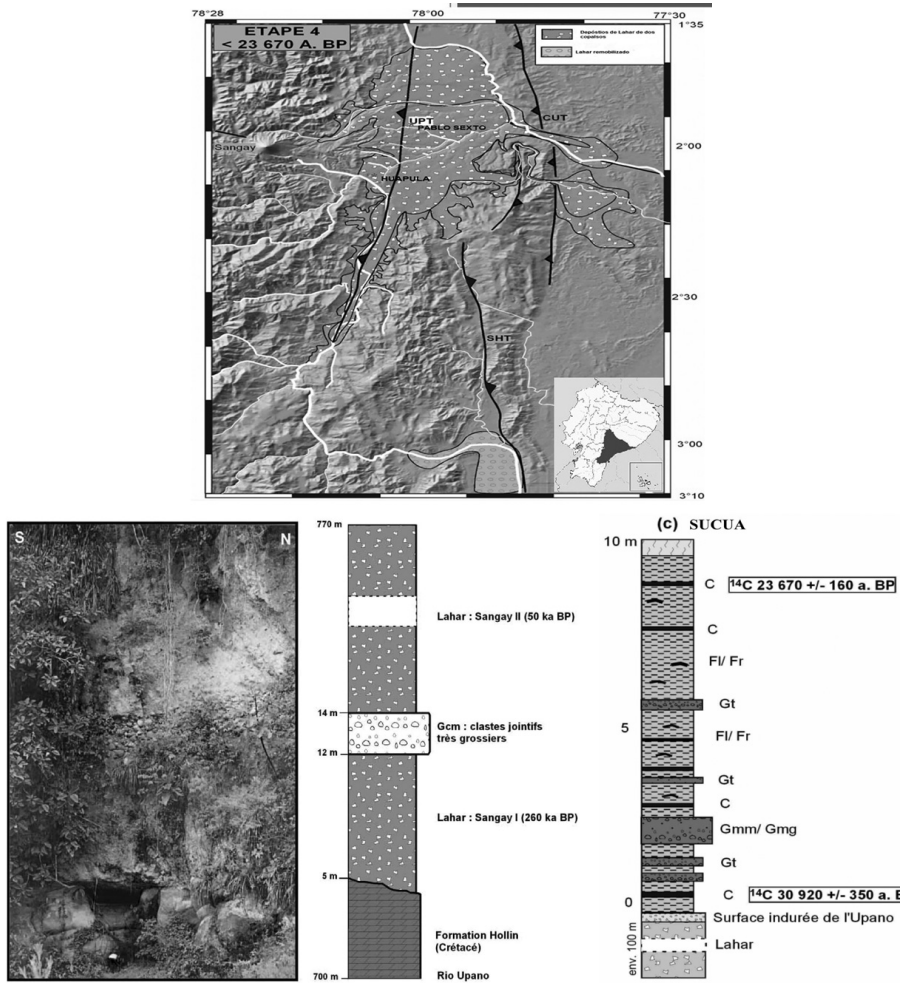 78°28 78°00 77°30
1°35
ETAPE 4
< 23 670 A. BP
Depóstios de Lahar de dos
copalsos
Lahar remobilizado
CUT
UPT
PABLO SEXTO
Sangay
2°00
HUAPULA
2°30
SHT
3°00
3°10
S N
770 m
Lahar : Sangay II (50 ka BP)
14 m
Gcm : clastes jointifs
très grossiers
12 m
Lahar : Sangay I (260 ka BP)
5 m
Formation Hollin
(Crétacé)
Rio Upano
700 m
(c) SUCUA
10 m
C 14C 23 670 +/- 160 a. BP
C
Fl/ Fr
Gt
5
Fl/ Fr
Gt
C
Gmm/ Gmg
Gt
C 14C 30 920 +/- 350 a. B
0
Surface indurée de l'Upano
env. 100 m
Lahar